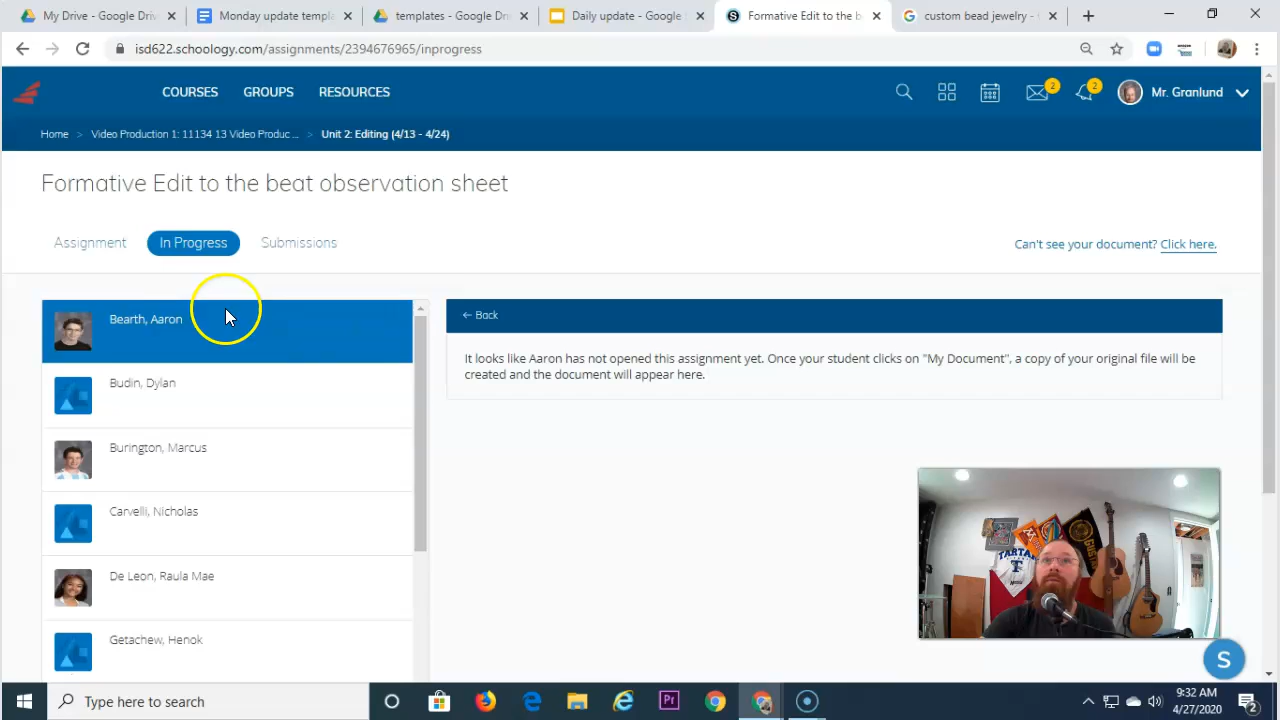 My Drive - Google Driv
Monday update templ
templates - Google Dr
Daily update - Google S
Formative Edit to the b
custom bead jewelry -
isd622.schoology.com/assignments/2394676965/inprogress
COURSES
GROUPS
RESOURCES
2
2
Mr. Granlund
Home > Video Production 1: 11134 13 Video Produc ... > Unit 2: Editing (4/13 - 4/24)
Formative Edit to the beat observation sheet
Assignment
In Progress
Submissions
Can't see your document? Click here.
Bearth, Aaron
← Back
It looks like Aaron has not opened this assignment yet. Once your student clicks on "My Document", a copy of your original file will be
created and the document will appear here.
Budin, Dylan
Burington, Marcus
Carvelli, Nicholas
De Leon, Raula Mae
Getachew, Henok
TARTAN
T
S
Type here to search
Pr
9:32 AM
4/27/2020
2